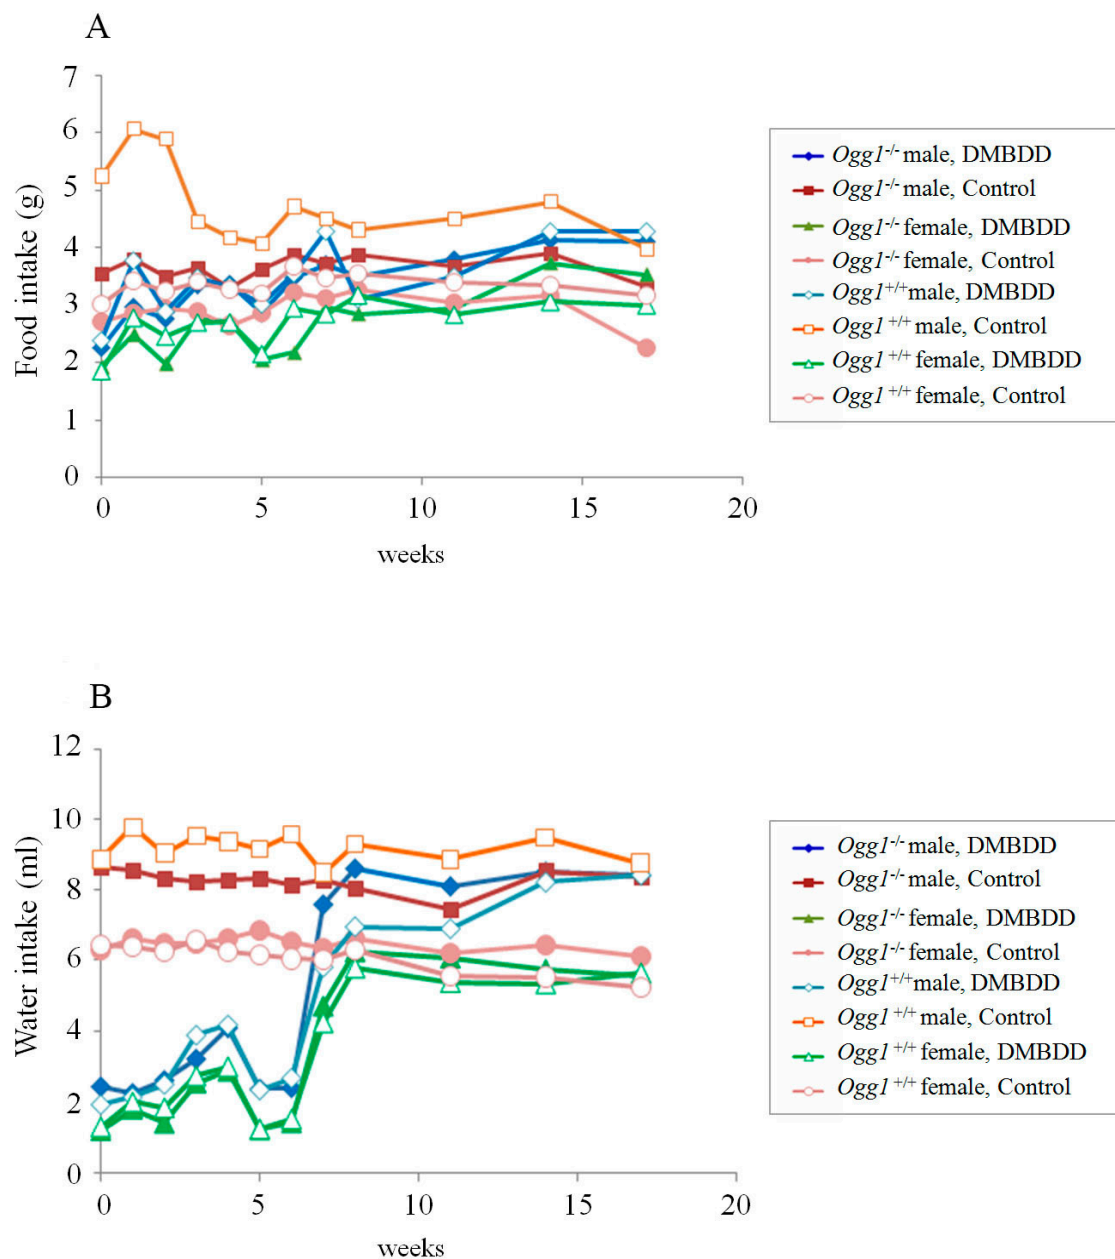 A
7
6
5
4
3
2
1
0
Food intake (g)
0 5 10 15 20
weeks
Ogg1-/- male, DMBDD
Ogg1-/- male, Control
Ogg1-/- female, DMBDD
Ogg1-/- female, Control
Ogg1+/+ male, DMBDD
Ogg1 +/+ male, Control
Ogg1 +/+ female, DMBDD
Ogg1 +/+ female, Control
B
12
10
8
6
4
2
0
Water intake (ml)
0 5 10 15 20
weeks
Ogg1-/- male, DMBDD
Ogg1-/- male, Control
Ogg1-/- female, DMBDD
Ogg1-/- female, Control
Ogg1+/+ male, DMBDD
Ogg1 +/+ male, Control
Ogg1 +/+ female, DMBDD
Ogg1 +/+ female, Control